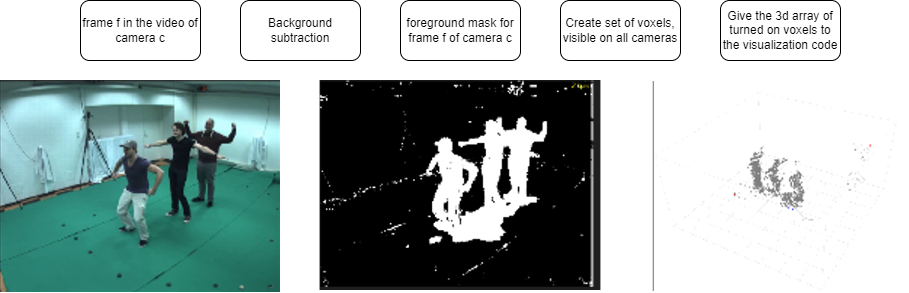 frame f in the video of
camera c
Background
subtraction
foreground mask for
frame f of camera c
Create set of voxels,
visible on all cameras
Give the 3d array of
turned on voxels to
the visualization code